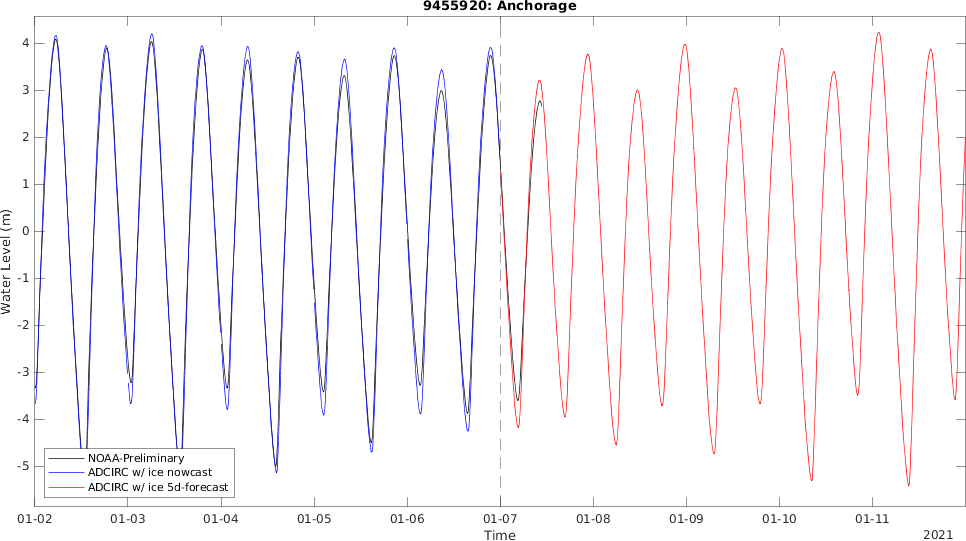 9455920: Anchorage
4
3
2
1
0
-1
-2
-3
-4
-5
Water Level (m)
NOAA-Preliminary
ADCIRC w/ ice nowcast
ADCIRC w/ ice 5d-forecast
01-02 01-03 01-04 01-05 01-06 01-07 01-08 01-09 01-10 01-11
Time
2021